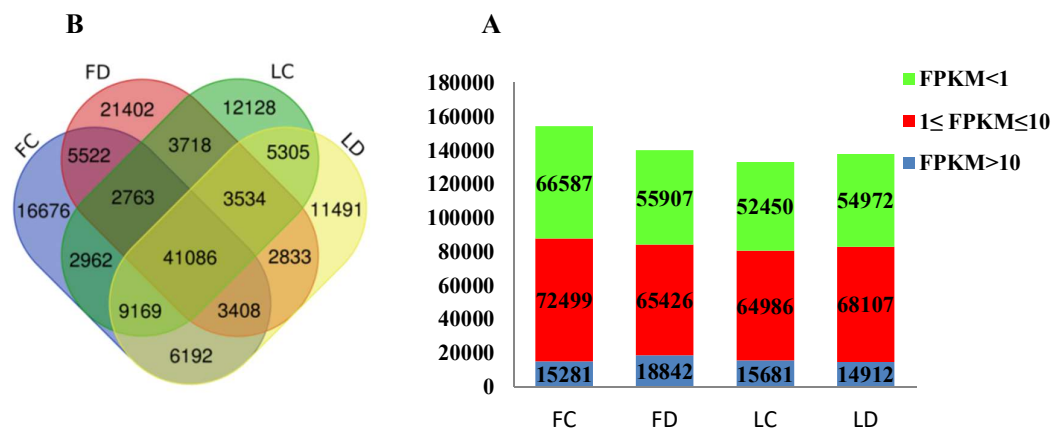 B
FD
LC
FC
LD
21402
12128
5522
3718
5305
16676
2763
3534
11491
2962
41086
2833
9169
3408
6192
A
180000
160000
140000
120000
100000
80000
60000
40000
20000
0
66587
55907
52450
54972
72499
65426
64986
68107
15281
18842
15681
14912
FC
FD
LC
LD
FPKM<1
1≤ FPKM≤10
FPKM>10